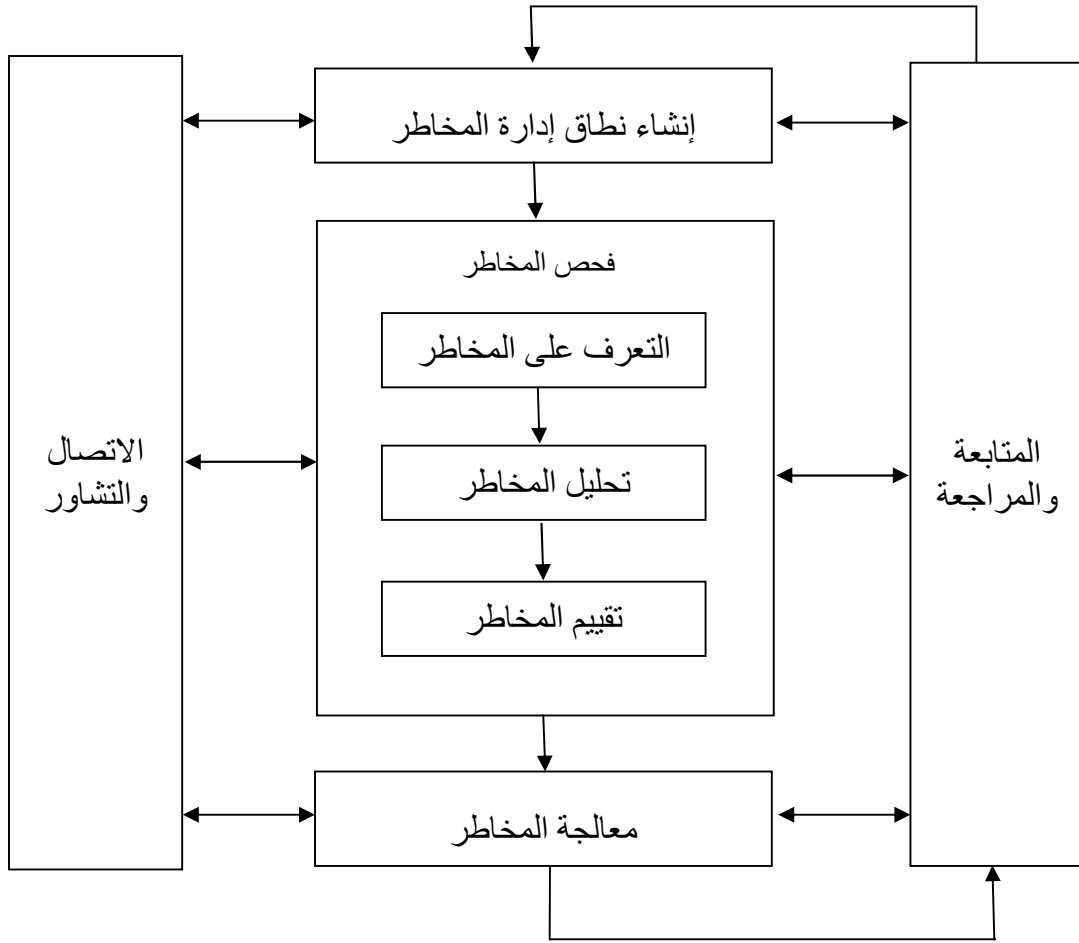 إنشاء نطاق إدارة المخاطر
فحص المخاطر
التعرف على المخاطر
تحليل المخاطر
تقييم المخاطر
معالجة المخاطر
المتابعة
والمراجعة
الاتصال
والتشاور